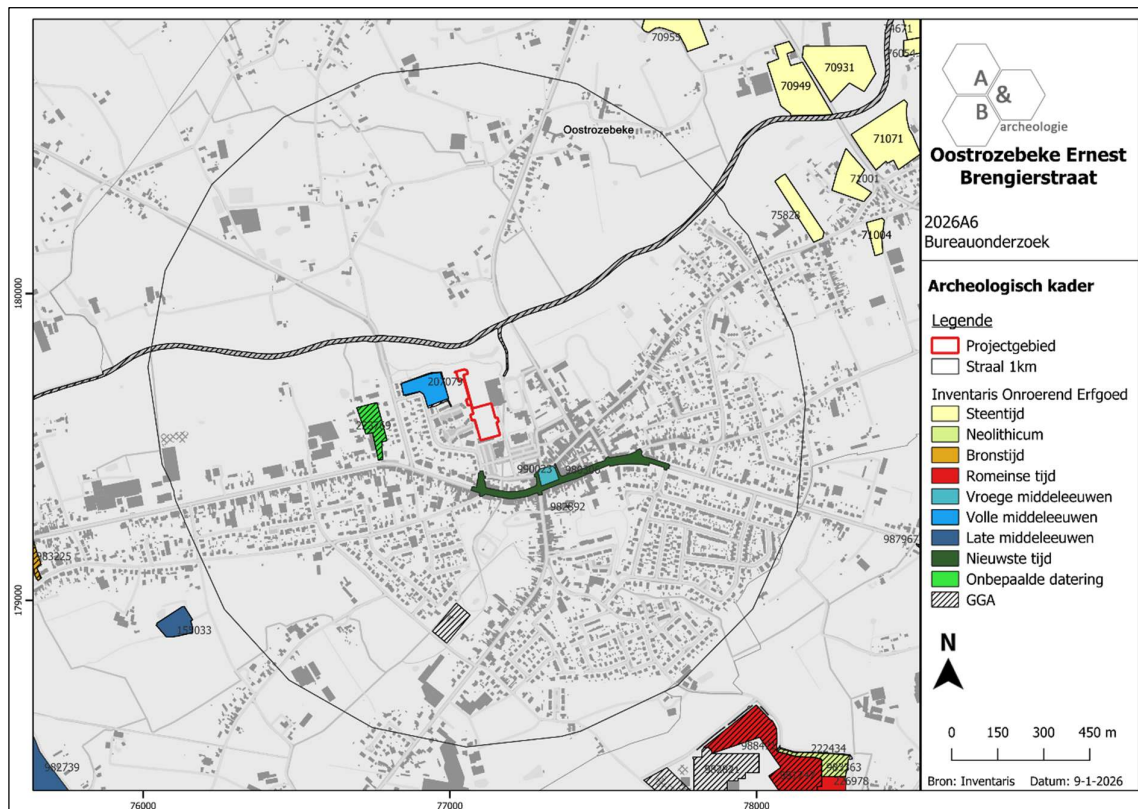 70955
74671
76054
70931
70949
Oostrozebeke
71071
71001
75828
71004
180000
207079
990023
982892
987967
983225
179000
982739
222434
76000
77000
78000
A
&
B
archeologie
Oostrozebeke Ernest
Brengierstraat
2026A6
Bureauonderzoek
Archeologisch kader
Legende
Projectgebied
Straal 1km
Inventaris Onroerend Erfgoed
Steentijd
Neolithicum
Bronstijd
Romeinse tijd
Vroege middeleeuwen
Volle middeleeuwen
Late middeleeuwen
Nieuwste tijd
Onbepaalde datering
GGA
N
0 150 300 450 m
Bron: Inventaris Datum: 9-1-2026